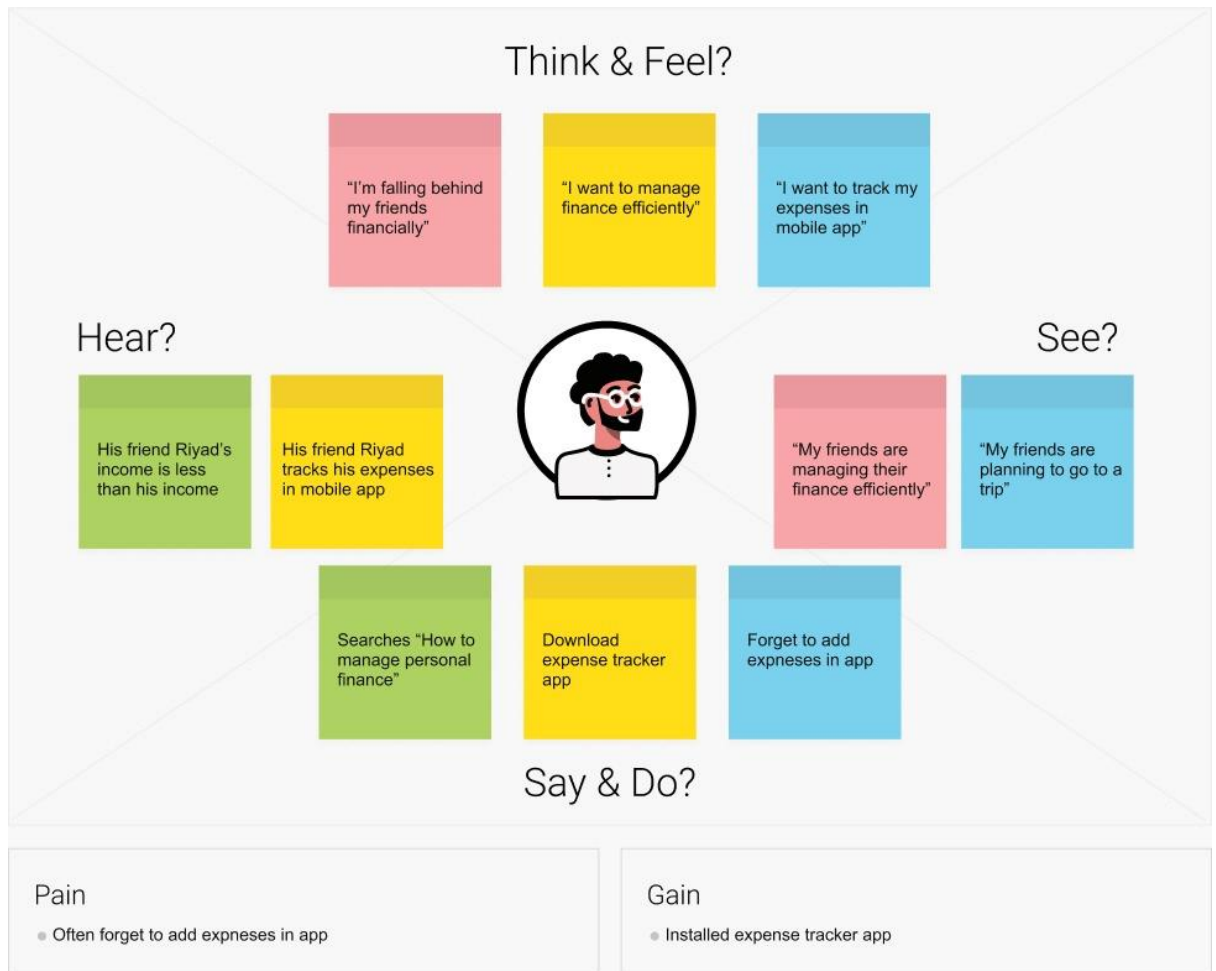 Think & Feel?
“I’m falling behind
my friends
financially”
“I want to manage
finance efficiently”
“I want to track my
expenses in
mobile app”
Hear?
His friend Riyad’s
income is less
than his income
His friend Riyad
tracks his expenses
in mobile app
See?
“My friends are
managing their
finance efficiently”
“My friends are
planning to go to a
trip”
Searches “How to
manage personal
finance”
Download
expense tracker
app
Forget to add
expneses in app
Say & Do?
Pain
Often forget to add expneses in app
Gain
Installed expense tracker app